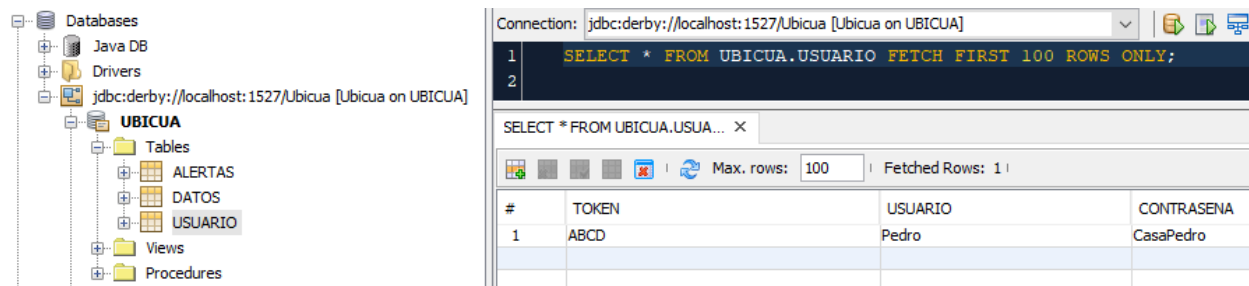 Databases
Java DB
Drivers
jdbc:derby://localhost:1527/Ubicua [Ubicua on UBICUA]
UBICUA
Tables
ALERTAS
DATOS
USUARIO
Views
Procedures
Connection: jdbc:derby://localhost:1527/Ubicua [Ubicua on UBICUA]
1 SELECT * FROM UBICUA.USUARIO FETCH FIRST 100 ROWS ONLY;
2
SELECT * FROM UBICUA.USUA... X
Max. rows: 100 Fetched Rows: 1
# TOKEN USUARIO CONTRASENA
1 ABCD Pedro CasaPedro